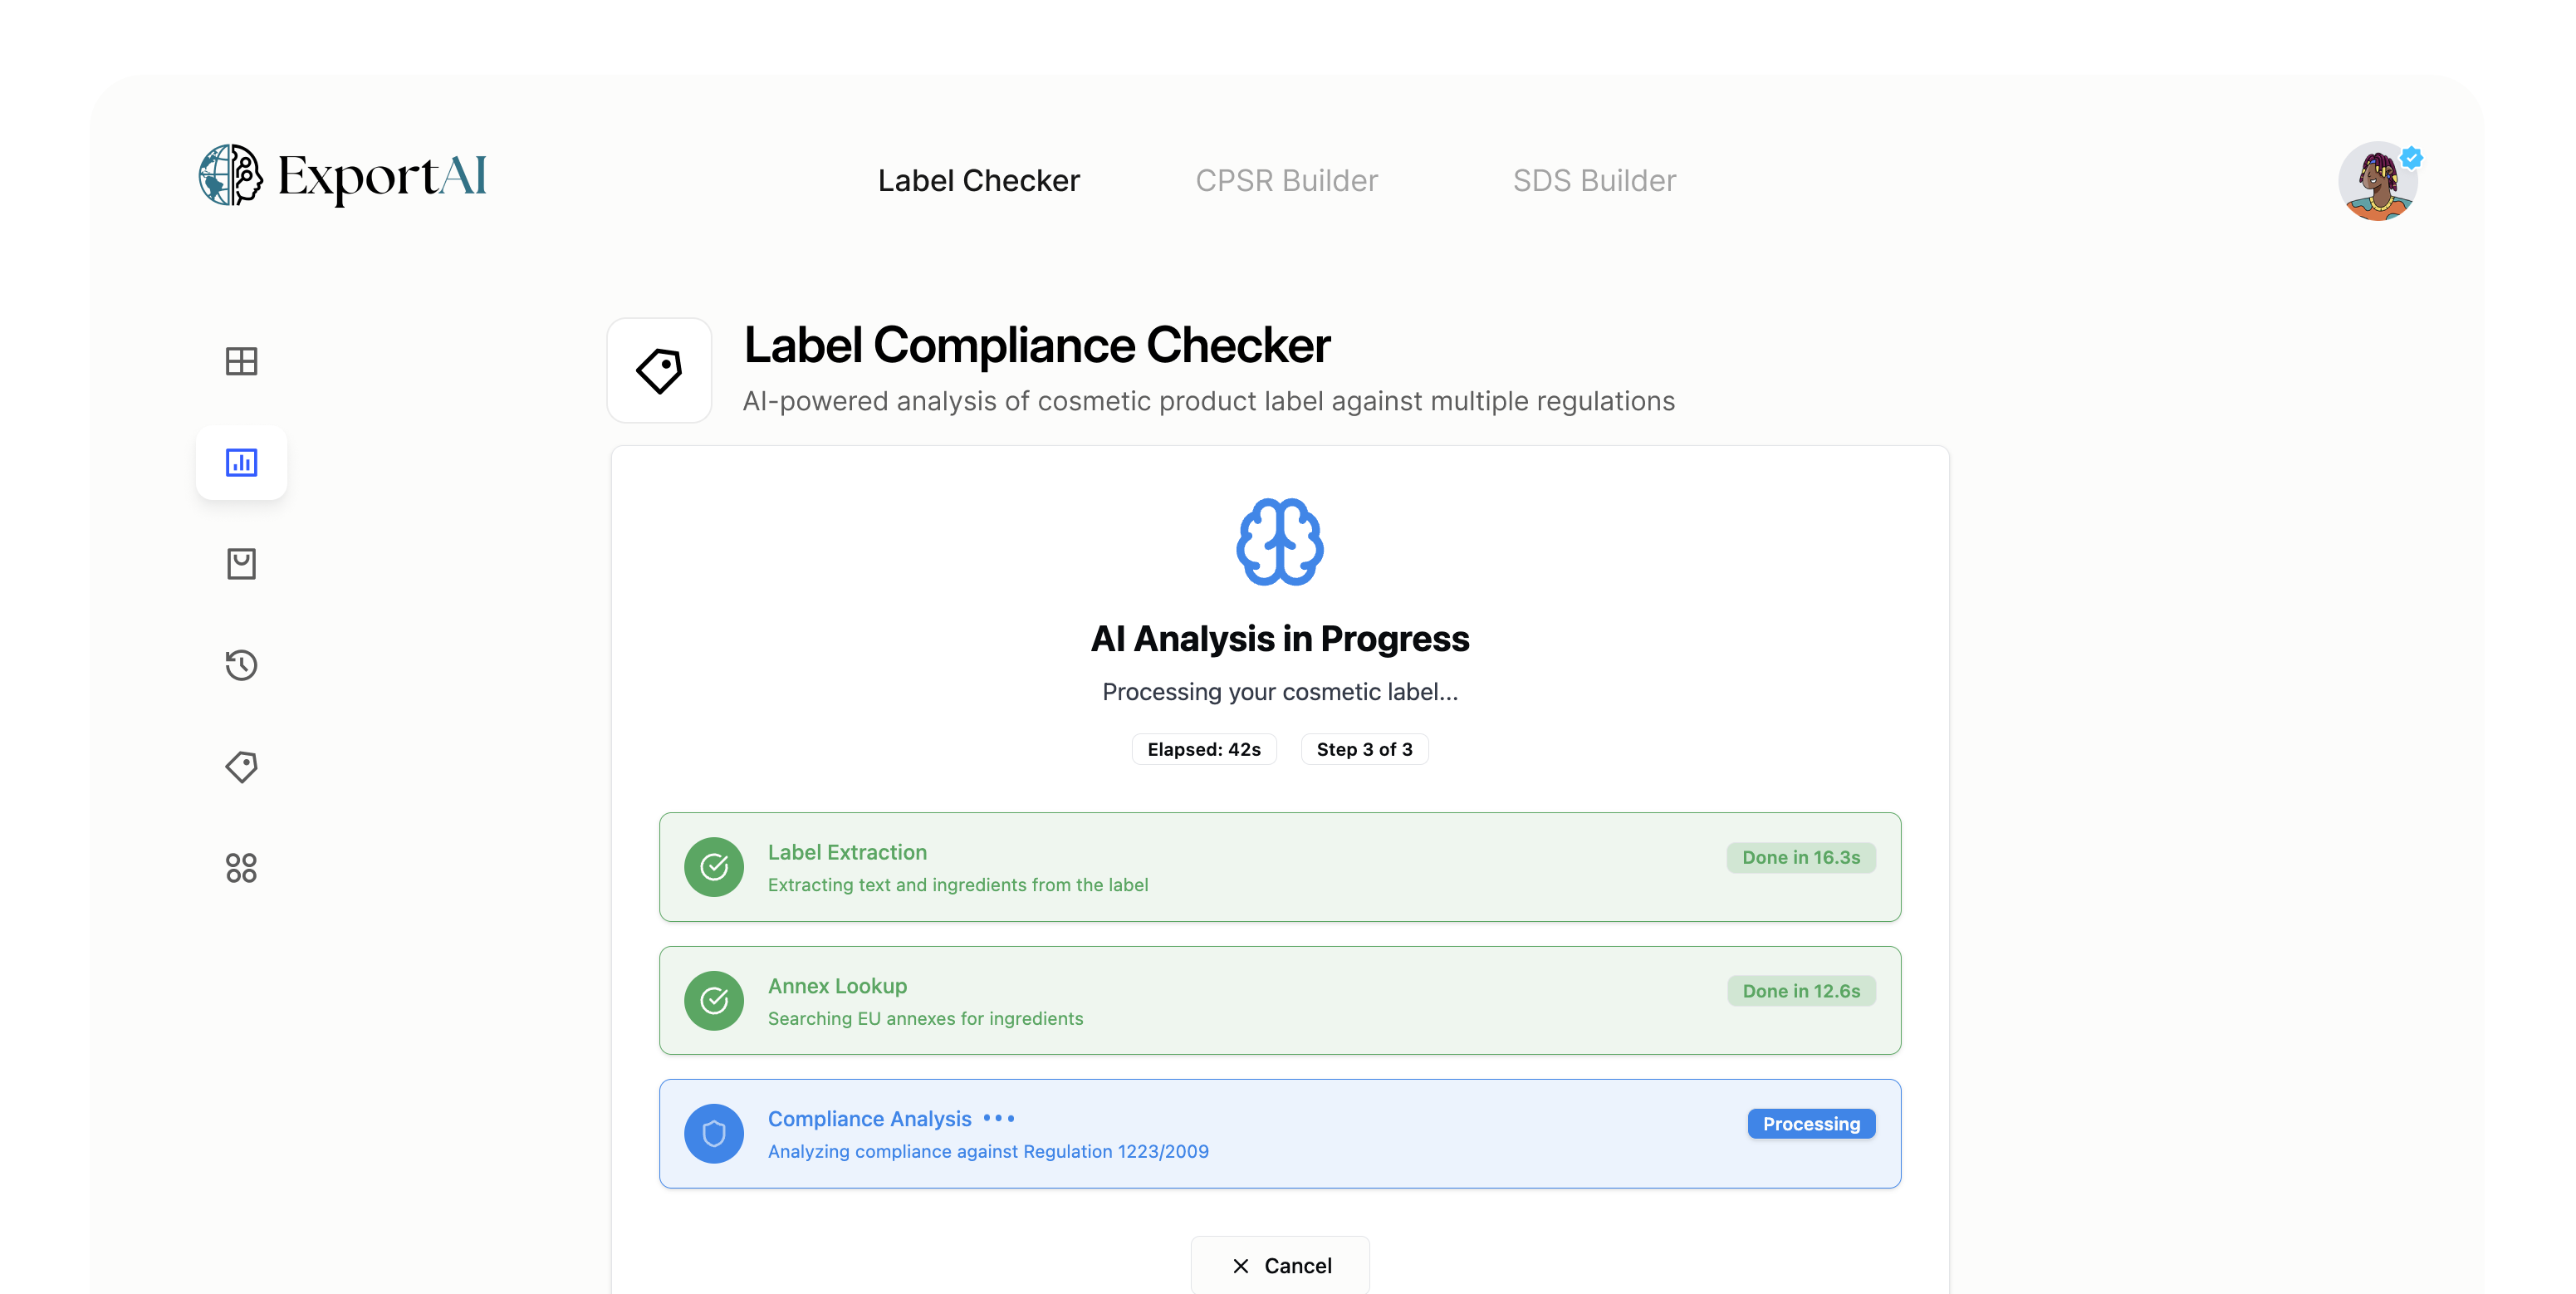 ExportAI
Label Checker
CPSR Builder
SDS Builder
Label Compliance Checker
AI-powered analysis of cosmetic product label against multiple regulations
AI Analysis in Progress
Processing your cosmetic label...
Elapsed: 42s
Step 3 of 3
Label Extraction
Done in 16.3s
Extracting text and ingredients from the label
Annex Lookup
Done in 12.6s
Searching EU annexes for ingredients
Compliance Analysis
Processing
Analyzing compliance against Regulation 1223/2009
Cancel